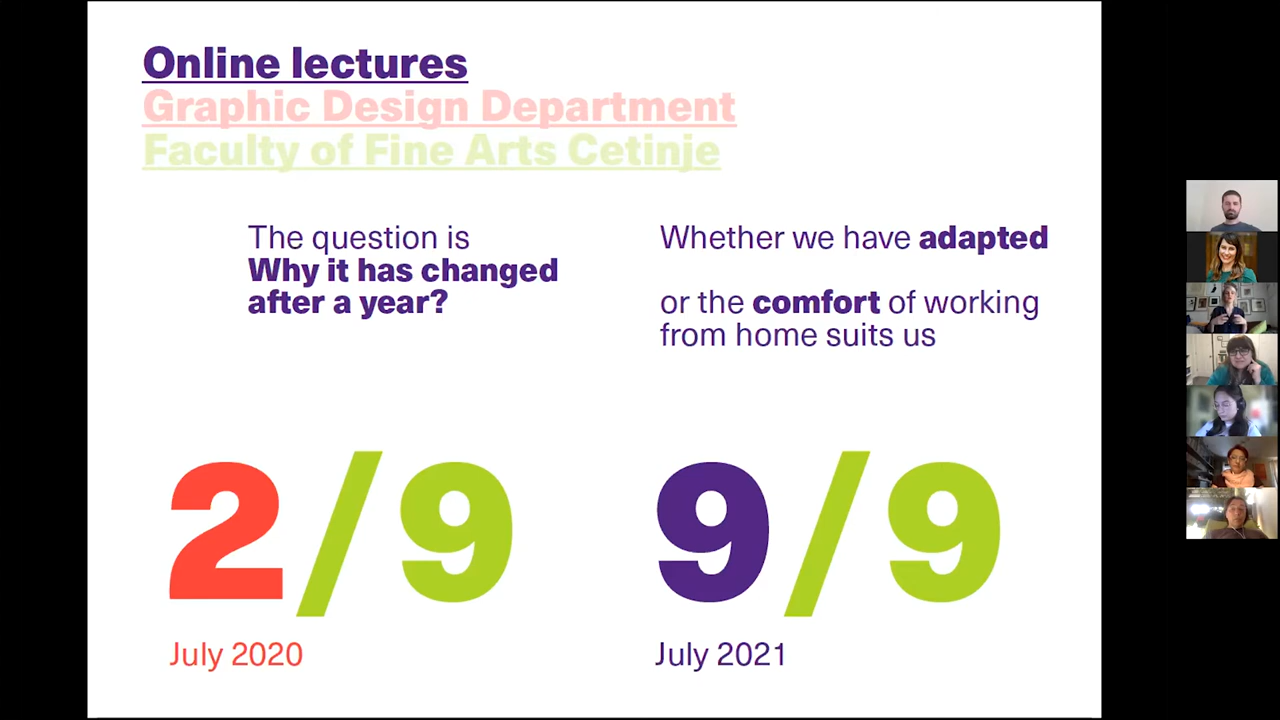 Online lectures
Graphic Design Department
Faculty of Fine Arts Cetinje
The question is
Why it has changed
after a year?
Whether we have adapted
or the comfort of working
from home suits us
2/9
July 2020
9/9
July 2021